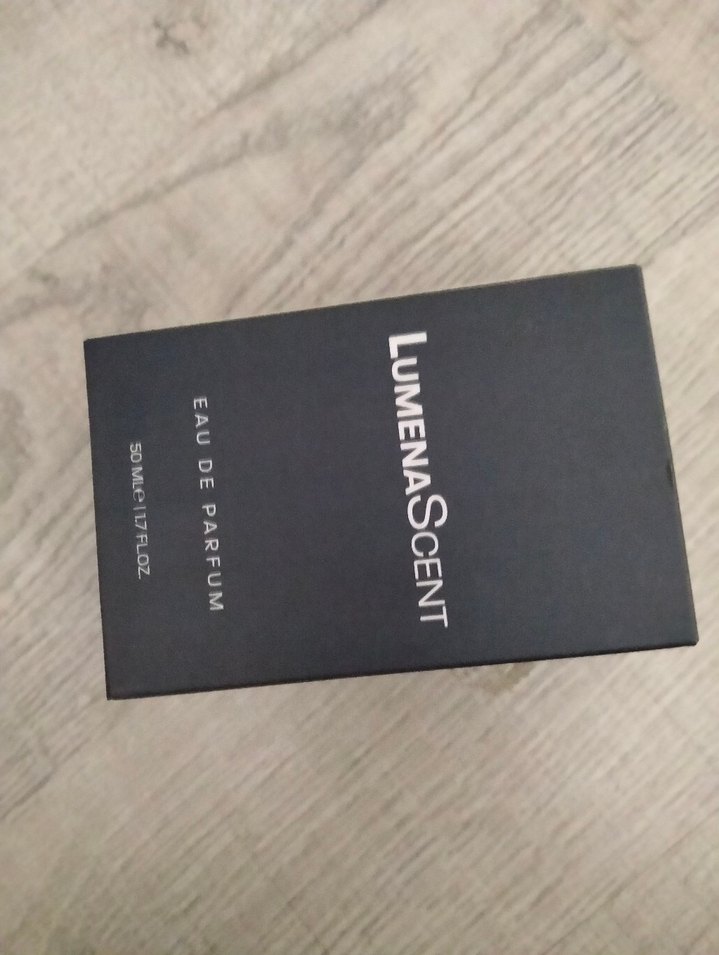 LUMENASCENT
EAU DE PARFUM
50 ML℮ | 1.7 FL.OZ.